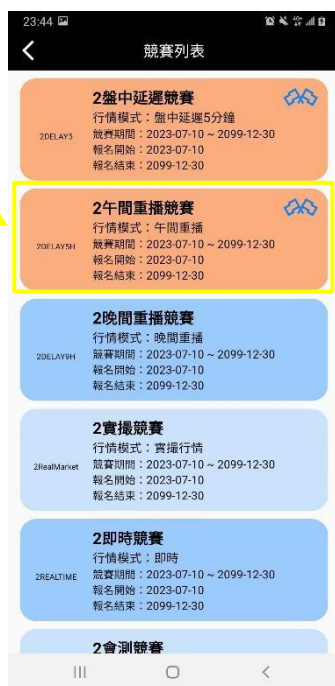 23:44
競賽列表
2盤中延遲競賽
行情模式：盤中延遲5分鐘
2DELAY5
競賽期間：2023-07-10 ~ 2099-12-30
報名開始：2023-07-10
報名結束：2099-12-30
2午間重播競賽
行情模式：午間重播
2DELAY5H
競賽期間：2023-07-10 ~ 2099-12-30
報名開始：2023-07-10
報名結束：2099-12-30
2晚間重播競賽
行情模式：晚間重播
2DELAY9H
競賽期間：2023-07-10 ~ 2099-12-30
報名開始：2023-07-10
報名結束：2099-12-30
2實撮競賽
行情模式：實撮行情
2RealMarket
競賽期間：2023-07-10 ~ 2099-12-30
報名開始：2023-07-10
報名結束：2099-12-30
2即時競賽
行情模式：即時
2REALTIME
競賽期間：2023-07-10 ~ 2099-12-30
報名開始：2023-07-10
報名結束：2099-12-30
2會測競賽